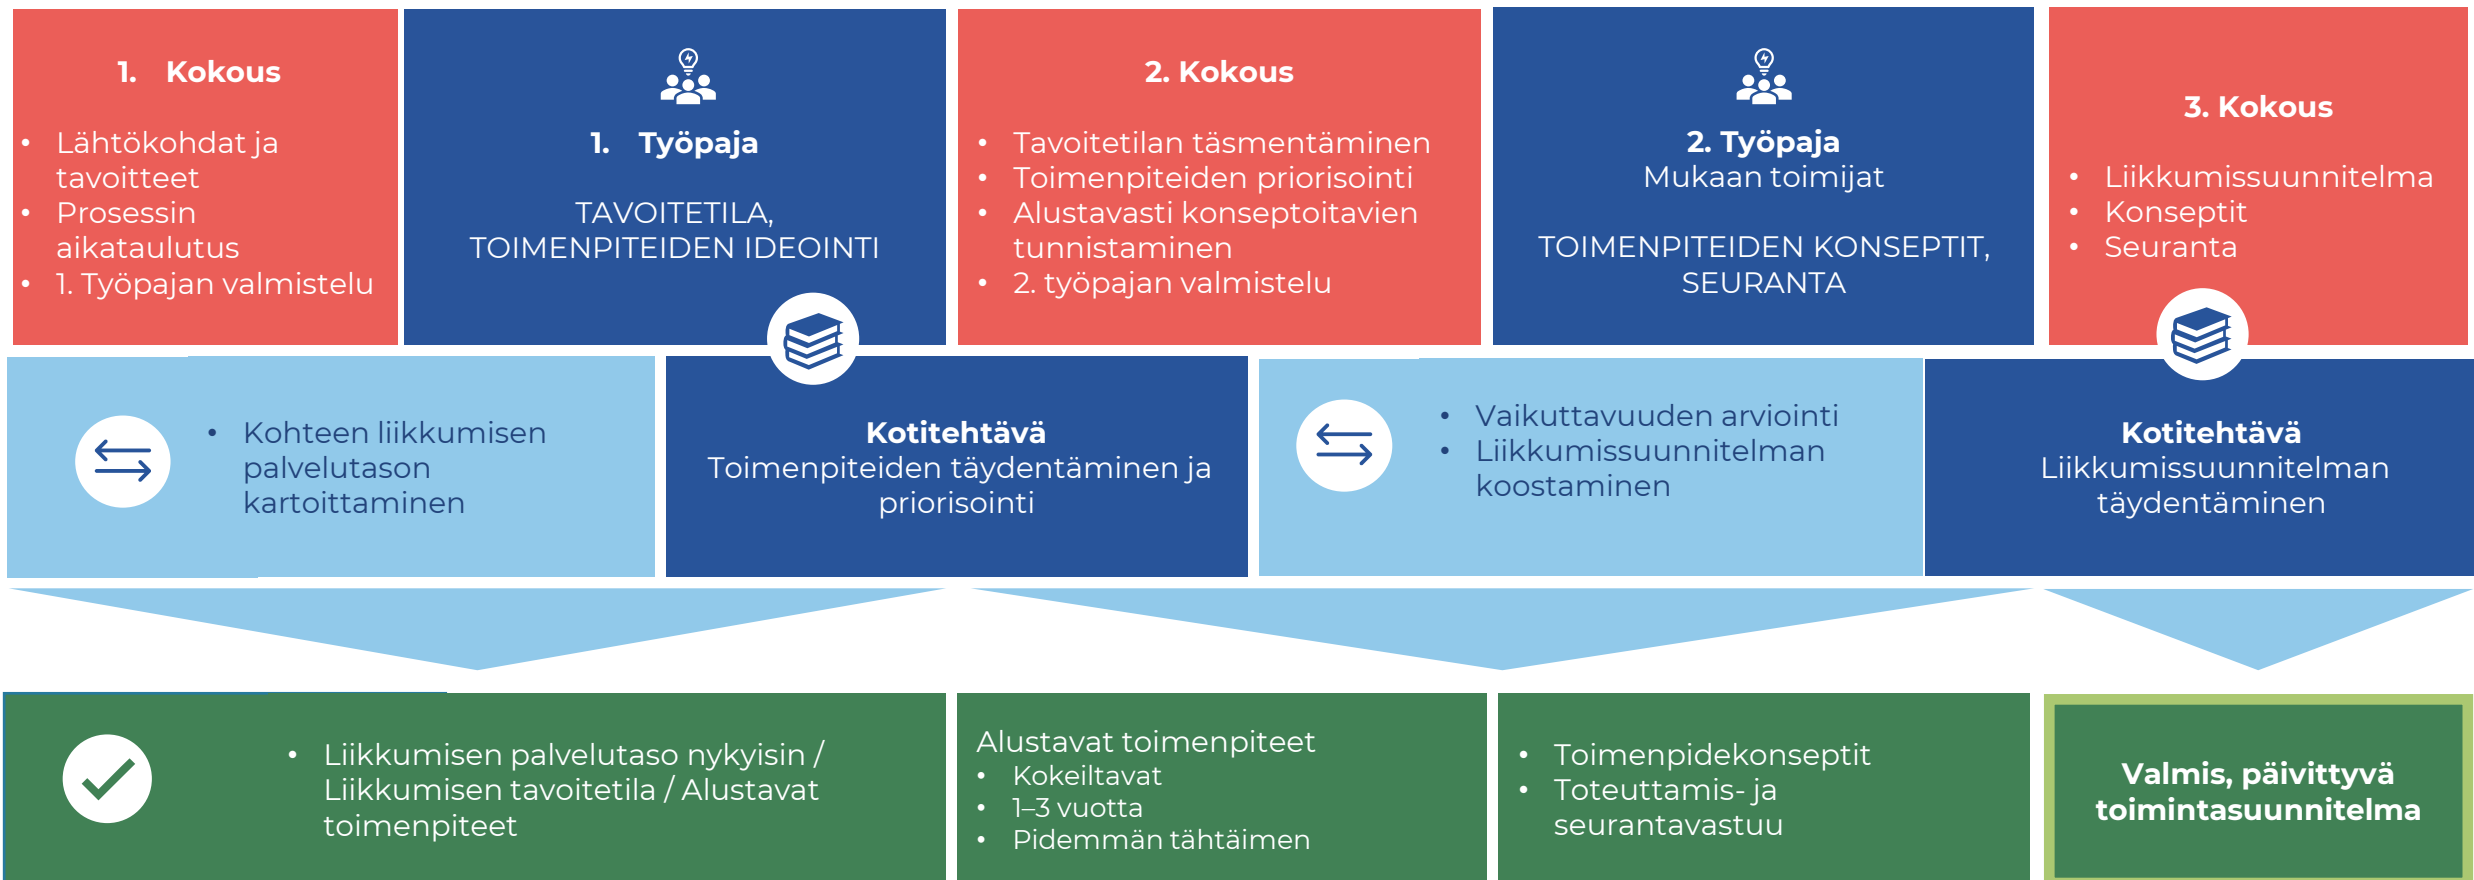 1. Kokous
• Lähtökohdat ja
tavoitteet
• Prosessin
aikataulutus
• 1. Työpajan valmistelu
1. Työpaja
TAVOITETILA,
TOIMENPITEIDEN IDEOINTI
2. Kokous
• Tavoitetilan täsmentäminen
• Toimenpiteiden priorisointi
• Alustavasti konseptoitavien
tunnistaminen
• 2. työpajan valmistelu
2. Työpaja
Mukaan toimijat
TOIMENPITEIDEN KONSEPTIT,
SEURANTA
3. Kokous
• Liikkumissuunnitelma
• Konseptit
• Seuranta
• Kohteen liikkumisen
palvelutason
kartoittaminen
Kotitehtävä
Toimenpiteiden täydentäminen ja
priorisointi
• Vaikuttavuuden arviointi
• Liikkumissuunnitelman
koostaminen
Kotitehtävä
Liikkumissuunnitelman
täydentäminen
• Liikkumisen palvelutaso nykyisin /
Liikkumisen tavoitetila / Alustavat
toimenpiteet
Alustavat toimenpiteet
• Kokeiltavat
• 1–3 vuotta
• Pidemmän tähtäimen
• Toimenpidekonseptit
• Toteuttamis- ja
seurantavastuu
Valmis, päivittyvä
toimintasuunnitelma